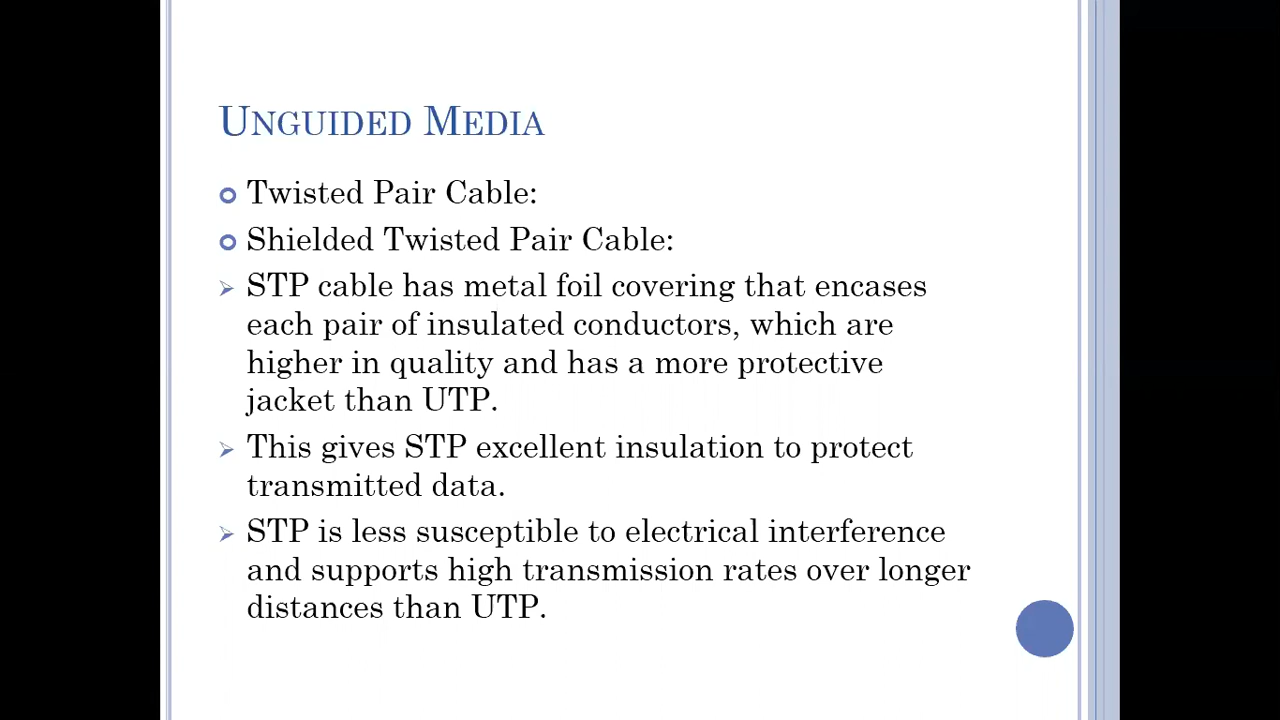 UNGUIDED MEDIA
Twisted Pair Cable:
Shielded Twisted Pair Cable:
STP cable has metal foil covering that encases
each pair of insulated conductors, which are
higher in quality and has a more protective
jacket than UTP.
This gives STP excellent insulation to protect
transmitted data.
STP is less susceptible to electrical interference
and supports high transmission rates over longer
distances than UTP.